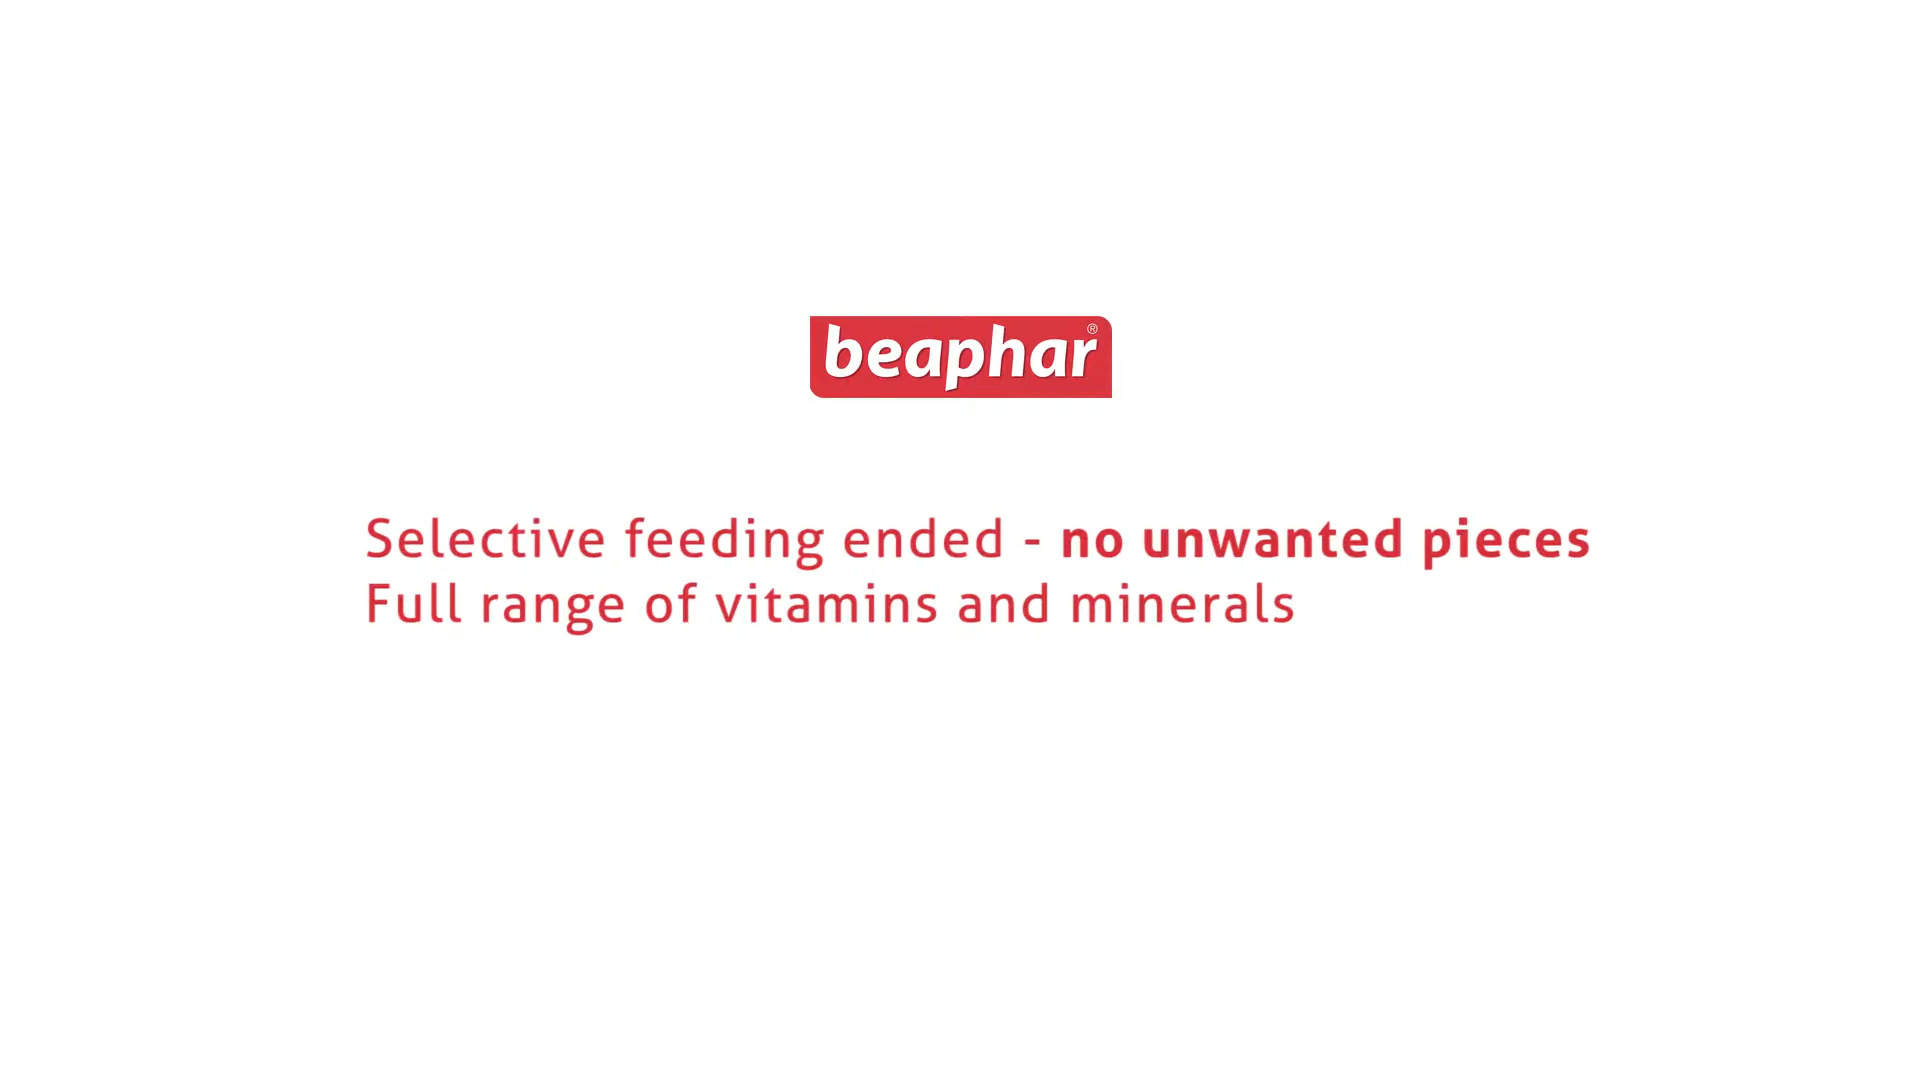 beaphar®
Selective feeding ended - no unwanted pieces
Full range of vitamins and minerals